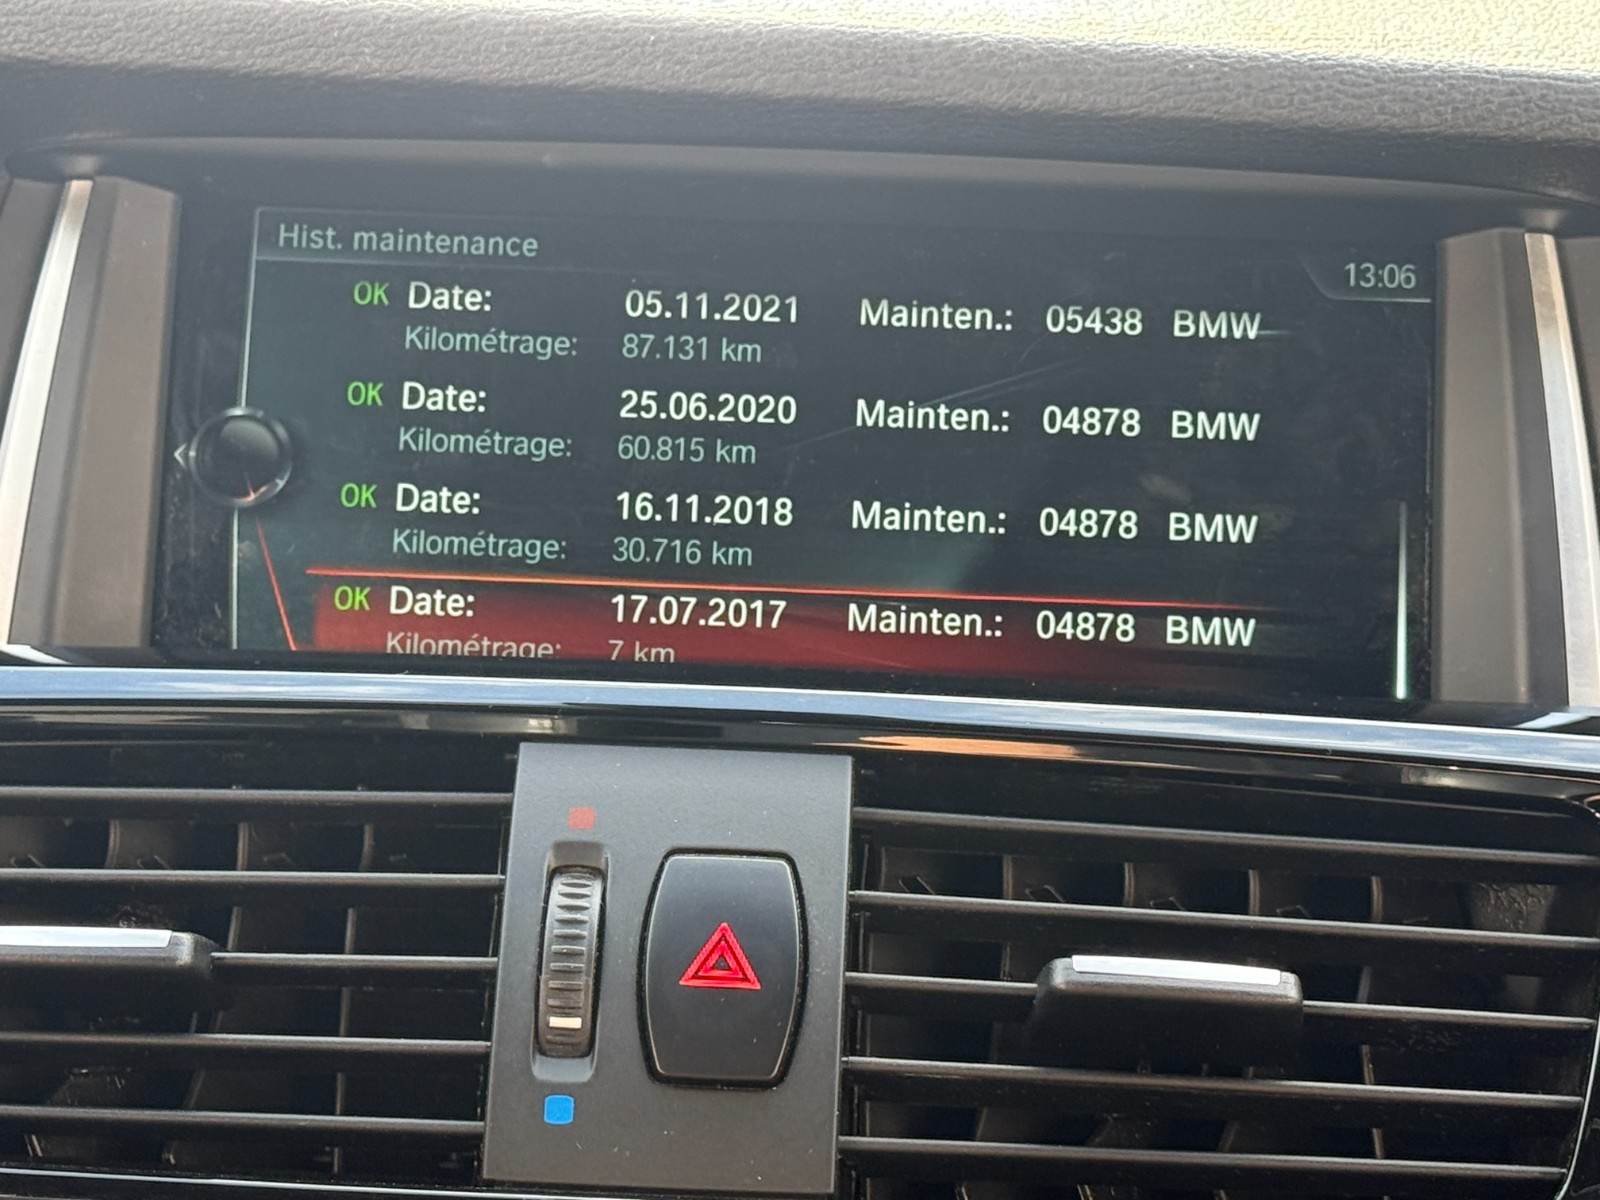 Hist. maintenance
13:06
OK Date: 05.11.2021 Mainten.: 05438 BMW
Kilométrage: 87.131 km
OK Date: 25.06.2020 Mainten.: 04878 BMW
Kilométrage: 60.815 km
OK Date: 16.11.2018 Mainten.: 04878 BMW
Kilométrage: 30.716 km
OK Date: 17.07.2017 Mainten.: 04878 BMW
Kilométrage: 7 km